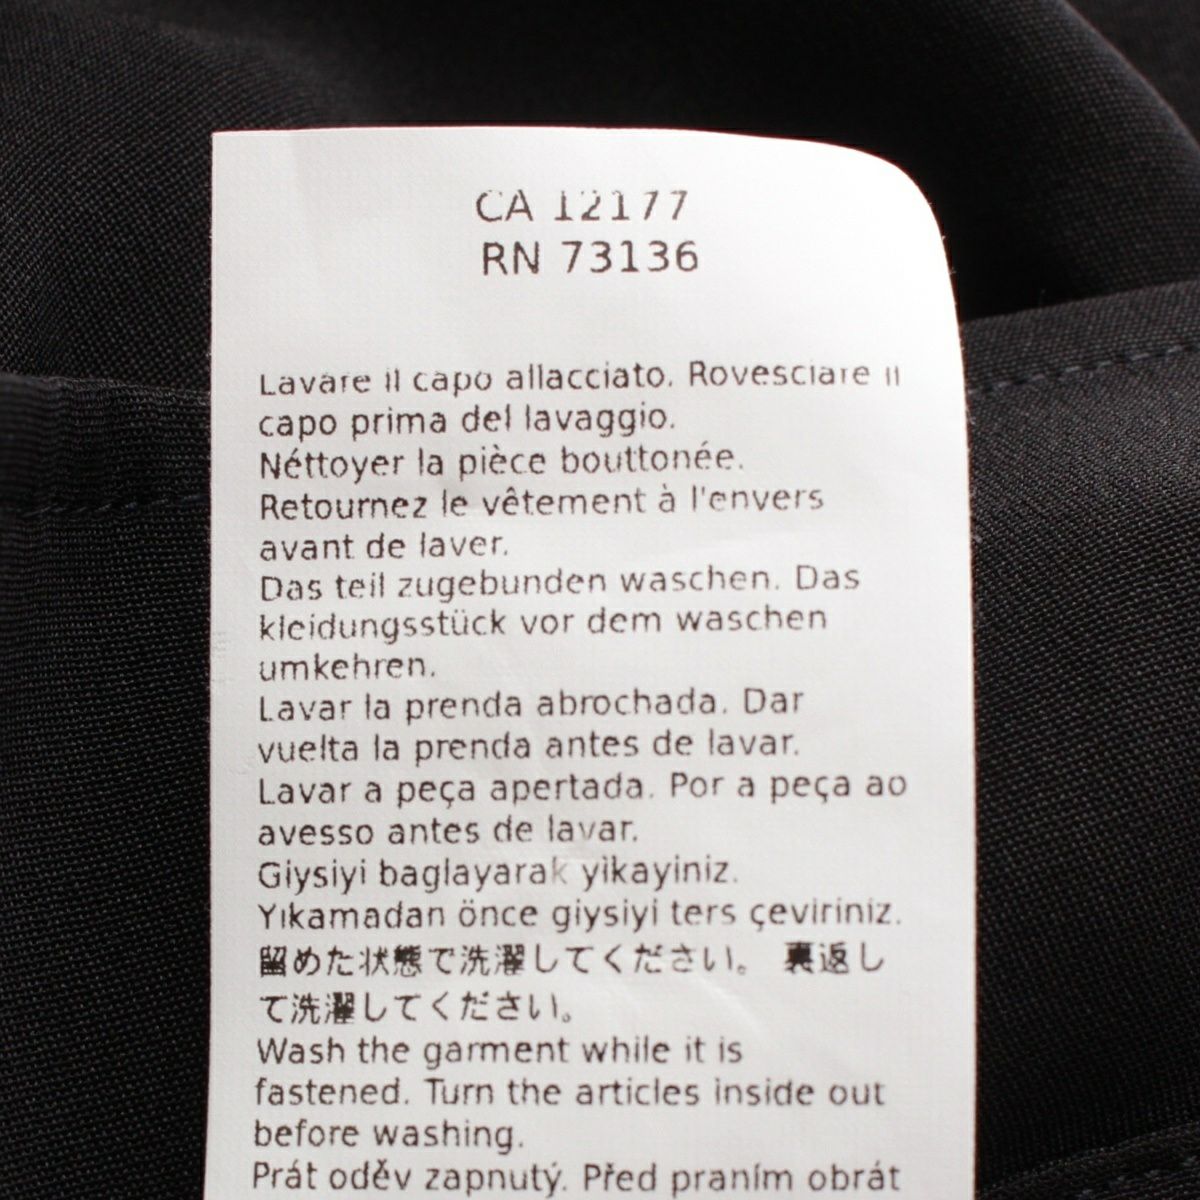 CA 12177
RN 73136
Lavare il capo allacciato. Rovesciare il
capo prima del lavaggio.
Néttoyer la pièce bouttonée.
Retournez le vêtement à l'envers
avant de laver.
Das teil zugebunden waschen. Das
kleidungsstück vor dem waschen
umkehren.
Lavar la prenda abrochada. Dar
vuelta la prenda antes de lavar.
Lavar a peça apertada. Por a peça ao
avesso antes de lavar.
Giysiyi baglayarak yikayiniz.
Yıkamadan önce giysiyi ters çeviriniz.
留めた状態で洗濯してください。 裏返し
て洗濯してください。
Wash the garment while it is
fastened. Turn the articles inside out
before washing.
Prát oděv zapnutý. Před praním obrát